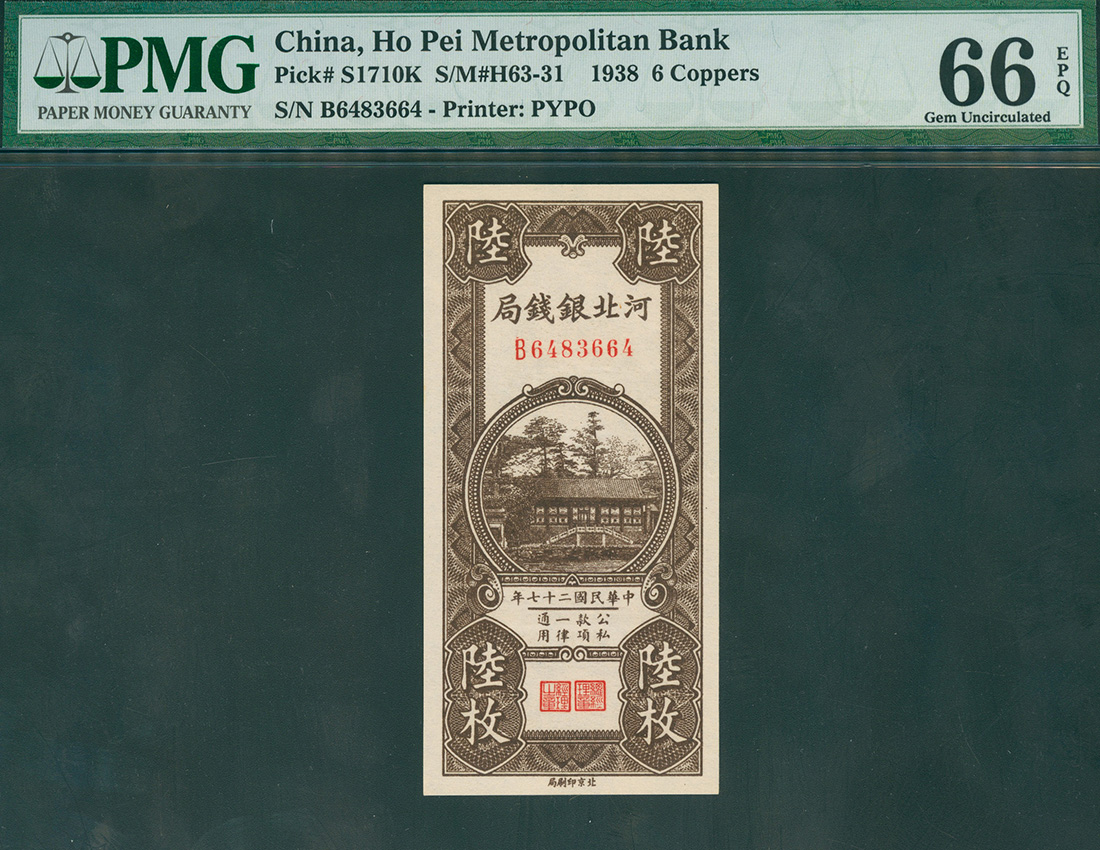 PMG
PAPER MONEY GUARANTY
China, Ho Pei Metropolitan Bank
Pick# S1710K S/M#H63-31 1938 6 Coppers
S/N B6483664 - Printer: PYPO
66
EPQ
Gem Uncirculated
陸
陸
河北銀錢局
B6483664
中華民國二十七年
公私款項一律通用
陸枚
陸枚
北京印刷局